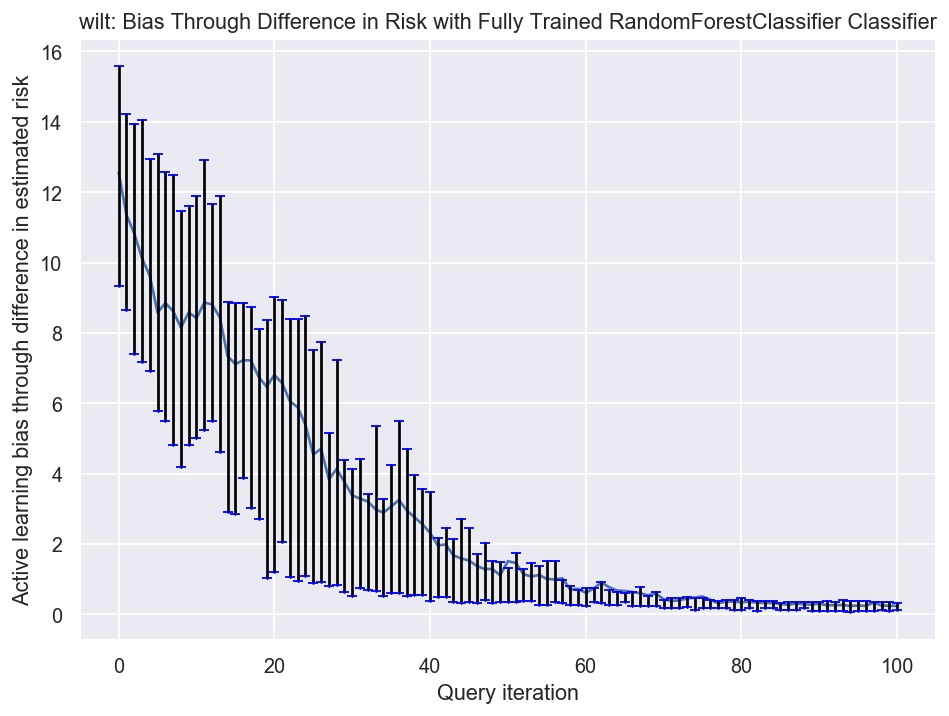 wilt: Bias Through Difference in Risk with Fully Trained RandomForestClassifier Classifier
Active learning bias through difference in estimated risk
16
14
12
10
8
6
4
2
0
0 20 40 60 80 100
Query iteration